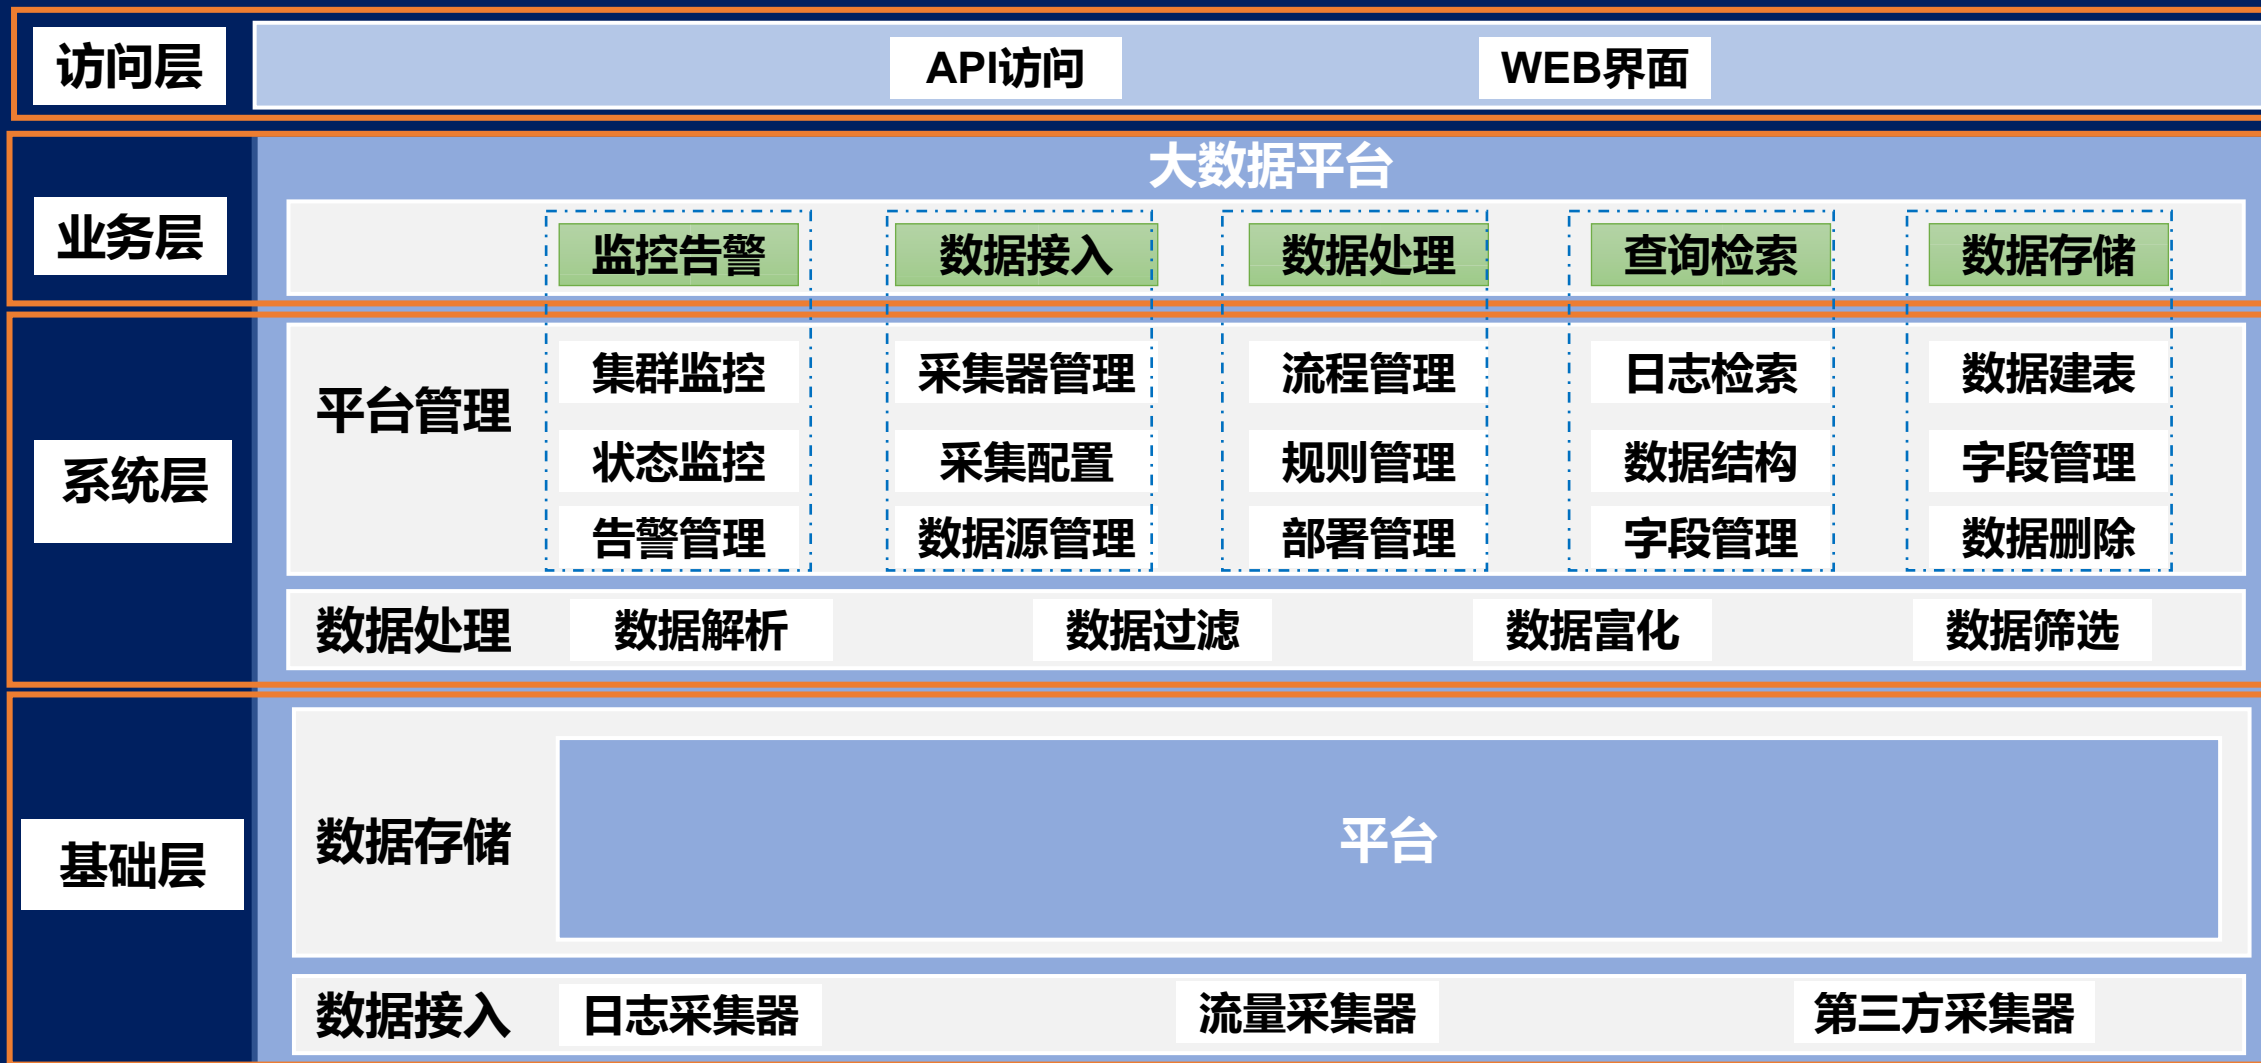 访问层 API访问 WEB界面
大数据平台
业务层 监控告警 数据接入 数据处理 查询检索 数据存储
系统层
平台管理
集群监控 采集器管理 流程管理 日志检索 数据建表
状态监控 采集配置 规则管理 数据结构 字段管理
告警管理 数据源管理 部署管理 字段管理 数据删除
数据处理 数据解析 数据过滤 数据富化 数据筛选
基础层
数据存储 平台
数据接入 日志采集器 流量采集器 第三方采集器